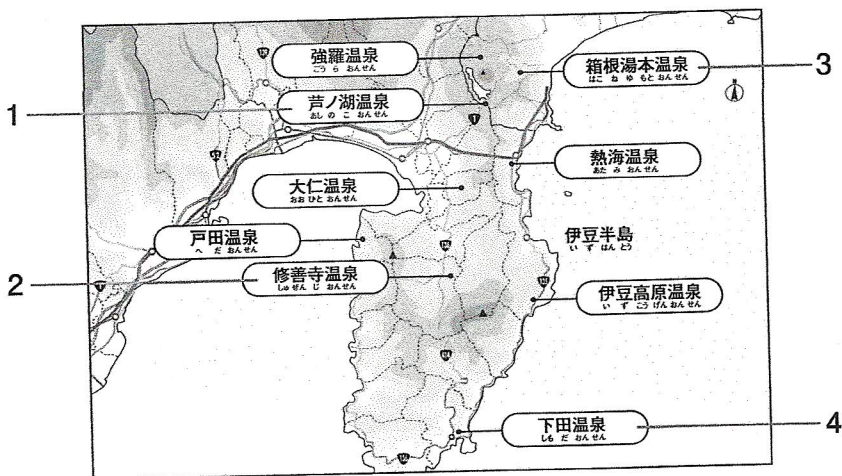 強羅温泉
ごうらおんせん
箱根湯本温泉
はこねゆもとおんせん
3
1
芦ノ湖温泉
あしのこおんせん
1
熱海温泉
あたみおんせん
大仁温泉
おおひとおんせん
戸田温泉
へだおんせん
伊豆半島
いずはんとう
2
修善寺温泉
しゅぜんじおんせん
伊豆高原温泉
いずこうげんおんせん
下田温泉
しもだおんせん
4